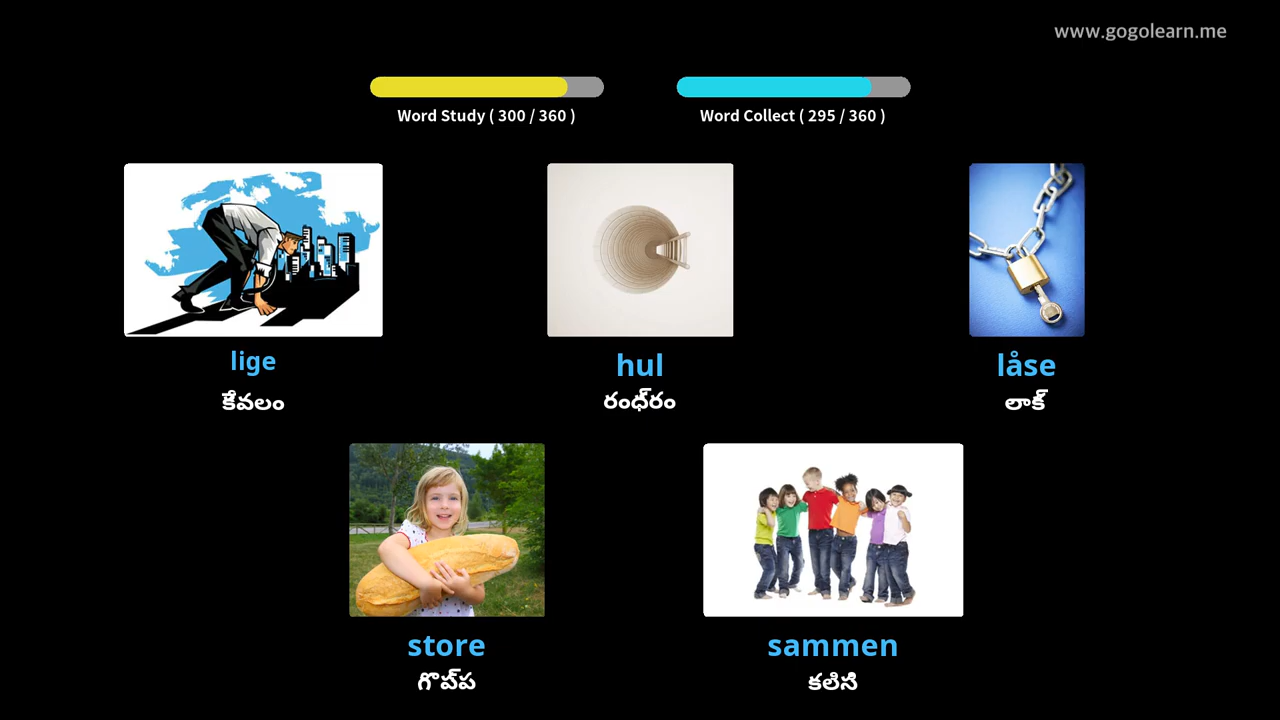 www.gogolearn.me
Word Study ( 300 / 360 )
Word Collect ( 295 / 360 )
lige
కేవలం
hul
రంధ్రం
låse
లాక్
store
గొప్ప
sammen
కలిసి